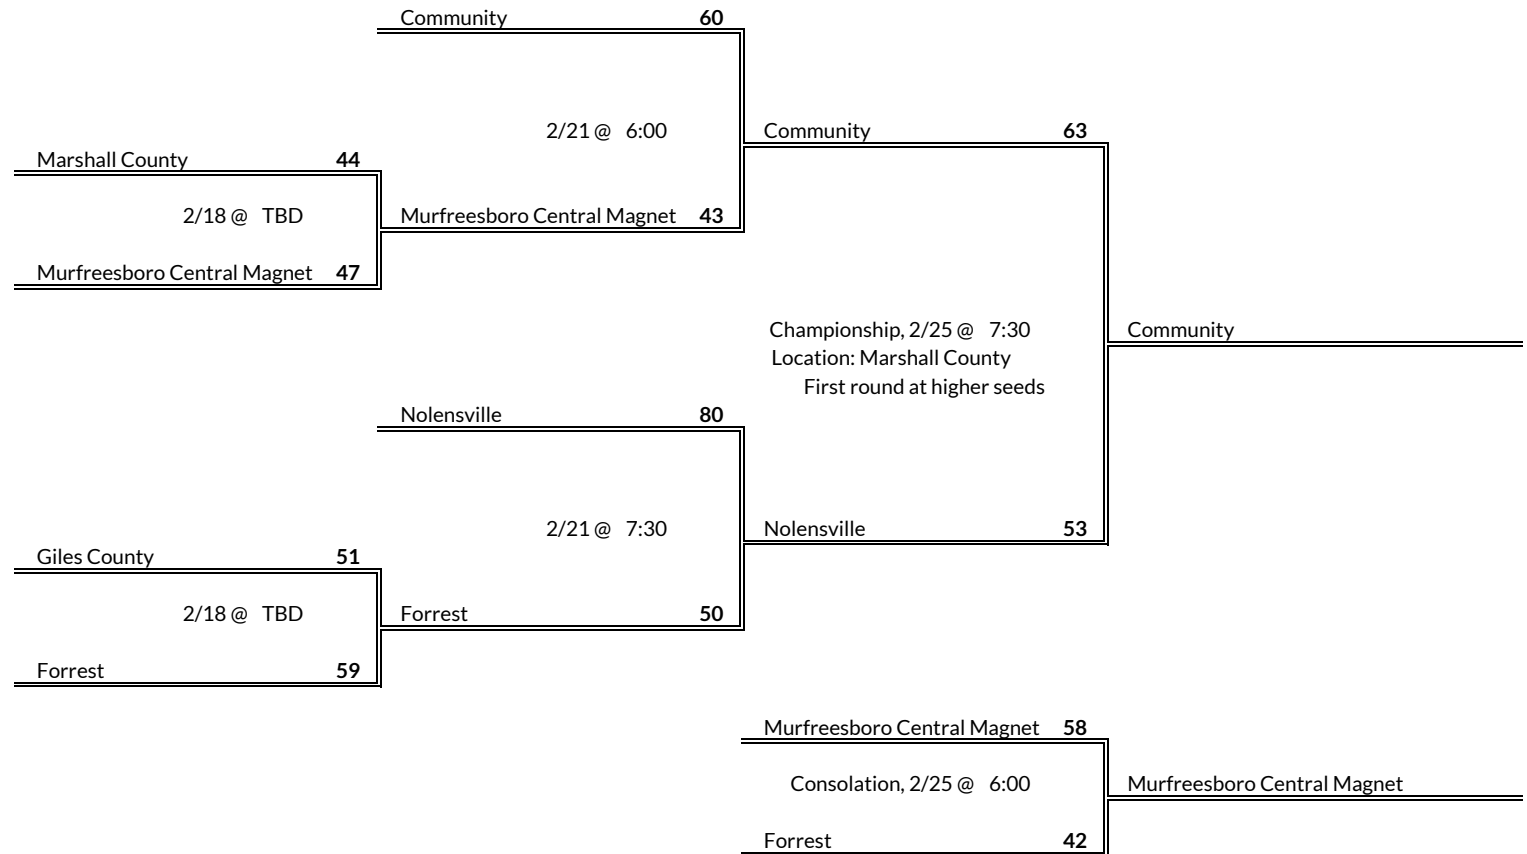 Community 60
2/21 @ 6:00
Community 63
Marshall County 44
2/18 @ TBD
Murfreesboro Central Magnet 43
Murfreesboro Central Magnet 47
Championship, 2/25 @ 7:30
Community
Location: Marshall County
First round at higher seeds
Nolensville 80
2/21 @ 7:30
Nolensville 53
Giles County 51
2/18 @ TBD
Forrest 50
Forrest 59
Murfreesboro Central Magnet 58
Consolation, 2/25 @ 6:00
Murfreesboro Central Magnet
Forrest 42